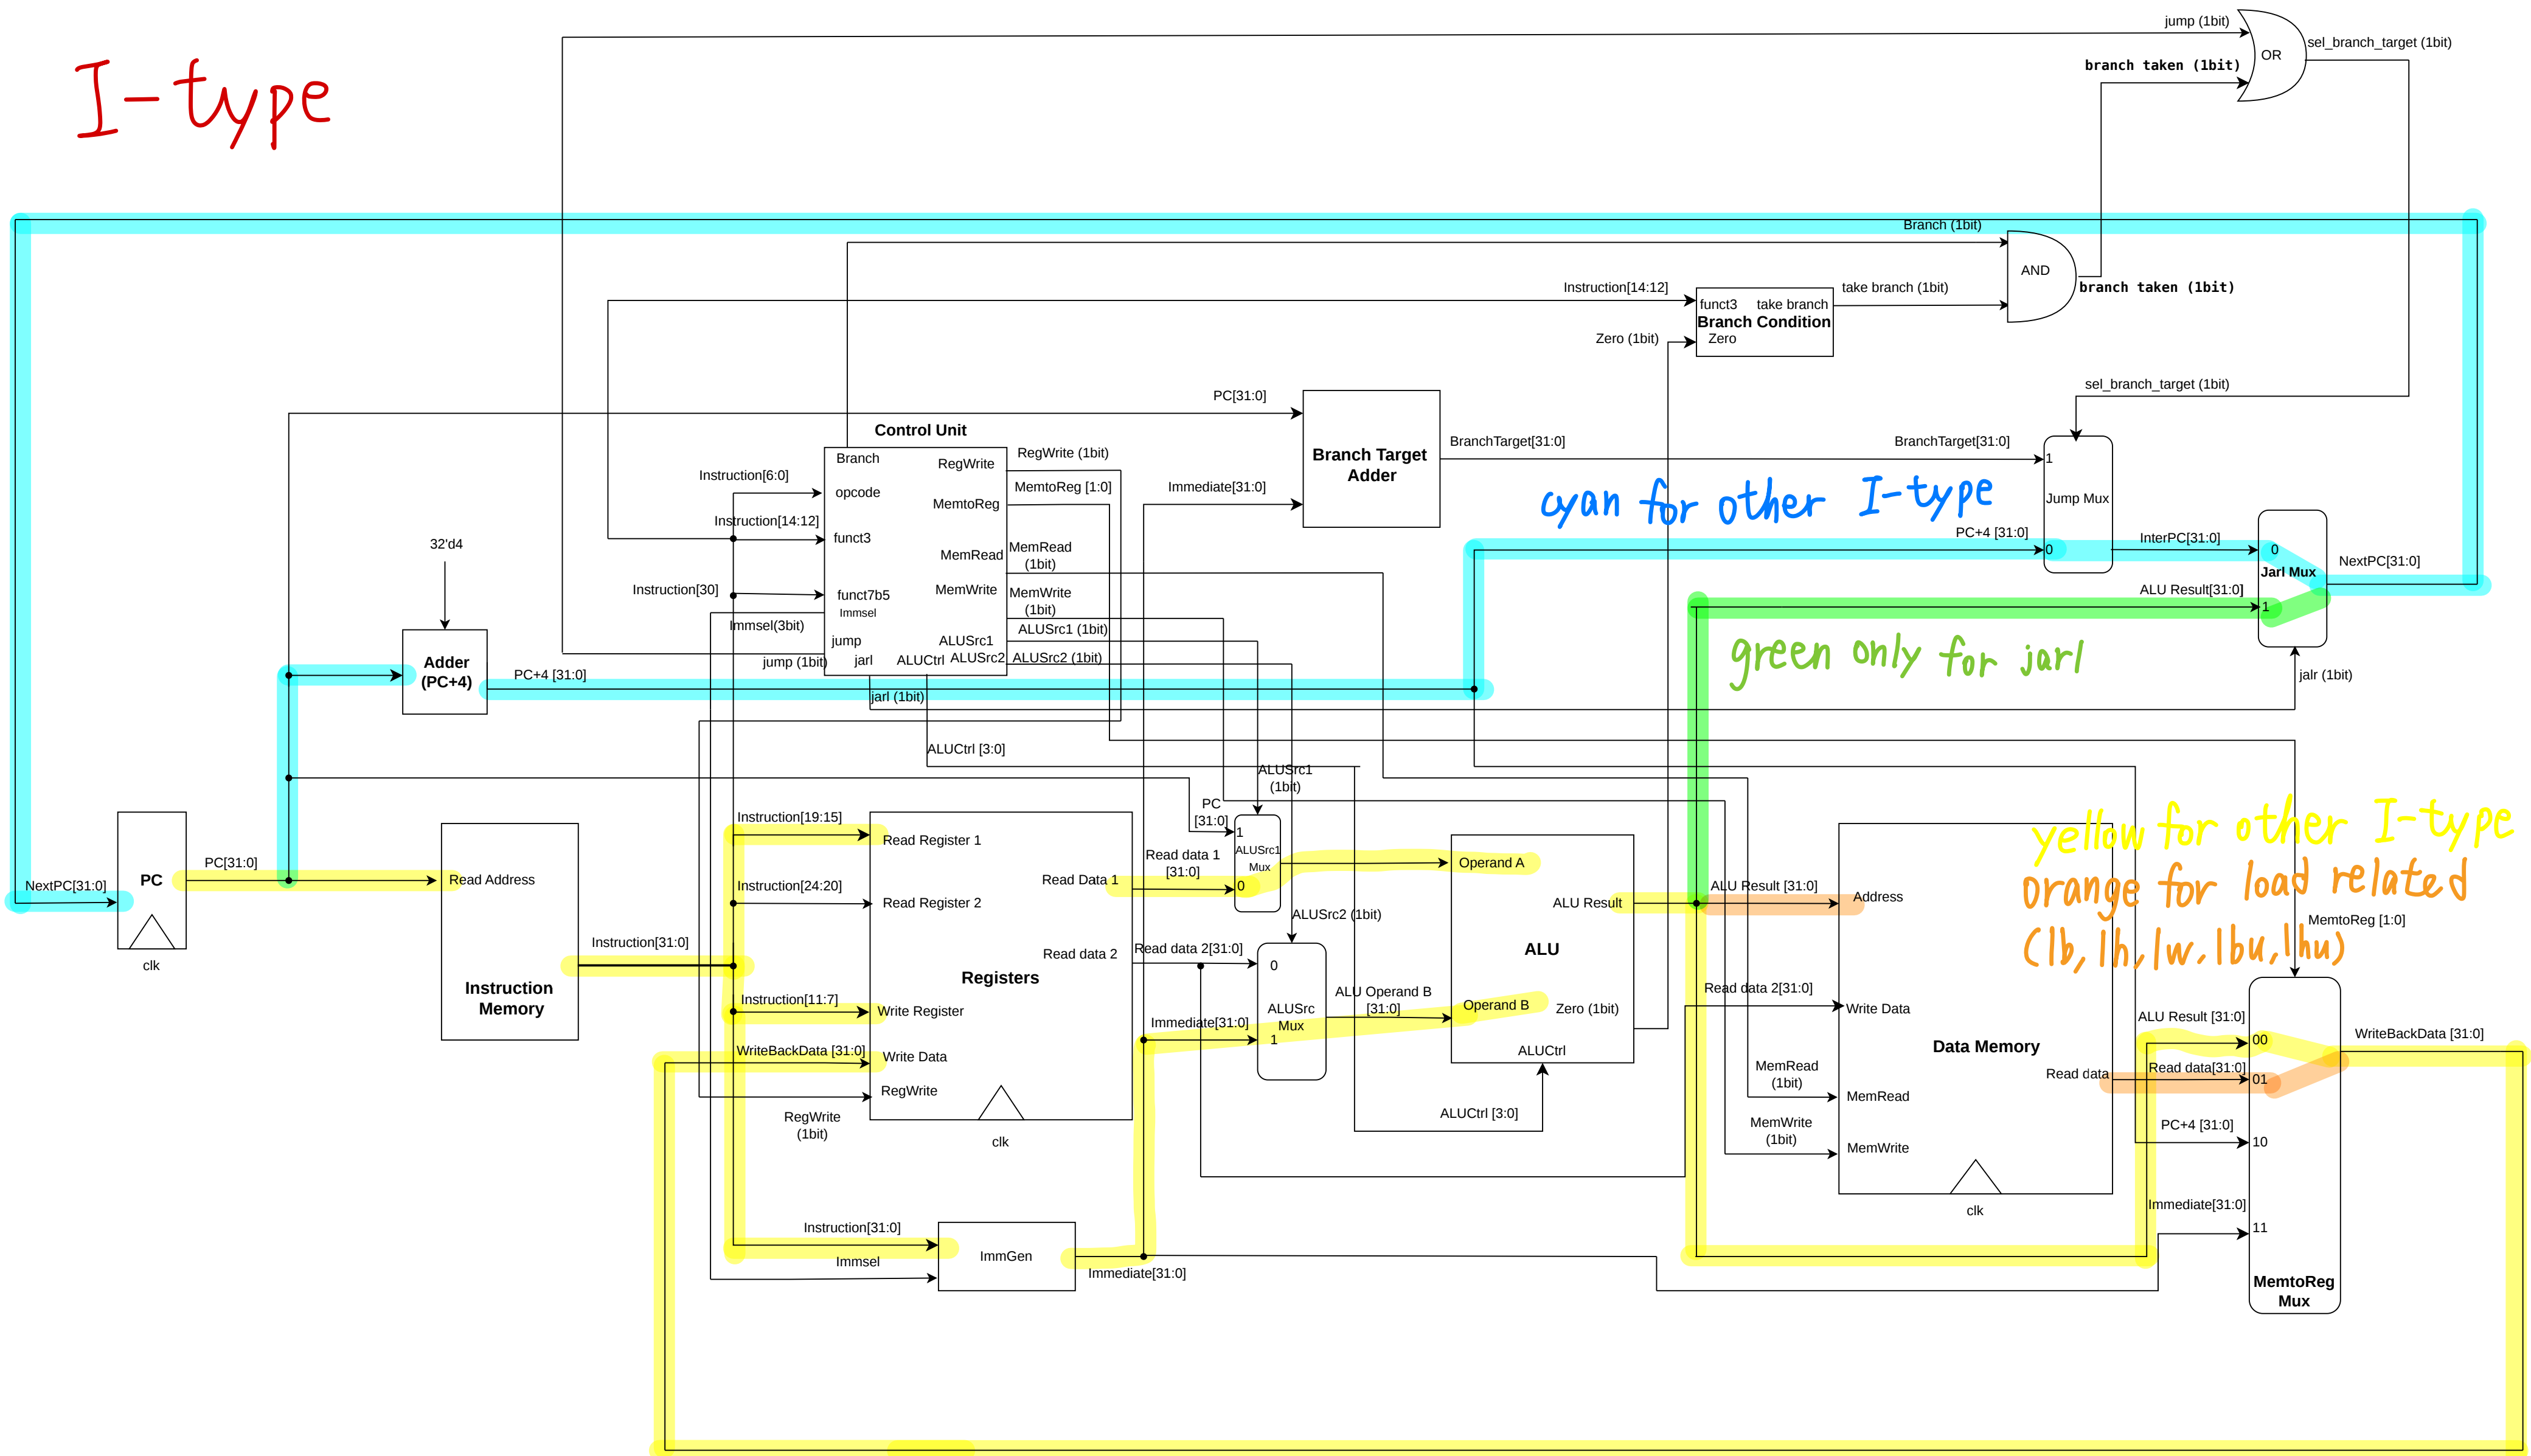 I-type
jump (1bit)
OR
sel_branch_target (1bit)
branch taken (1bit)
Branch (1bit)
AND
branch taken (1bit)
Instruction[14:12]
funct3
take branch
Branch Condition
Zero
take branch (1bit)
Zero (1bit)
sel_branch_target (1bit)
PC[31:0]
Branch Target
Adder
Immediate[31:0]
BranchTarget[31:0]
BranchTarget[31:0]
1
Jump Mux
0
cyan for other I-type
PC+4 [31:0]
InterPC[31:0]
0
Jarl Mux
1
NextPC[31:0]
ALU Result[31:0]
green only for jarl
jalr (1bit)
Control Unit
Branch
opcode
funct3
funct7b5
Immsel
jump
jarl
ALUCtrl
RegWrite
MemtoReg
MemRead
MemWrite
ALUSrc1
ALUSrc2
Instruction[6:0]
Instruction[14:12]
Instruction[30]
Immsel(3bit)
jump (1bit)
jarl (1bit)
RegWrite (1bit)
MemtoReg [1:0]
MemRead
(1bit)
MemWrite
(1bit)
ALUSrc1 (1bit)
ALUSrc2 (1bit)
32'd4
Adder
(PC+4)
PC+4 [31:0]
ALUCtrl [3:0]
ALUSrc1
(1bit)
PC
[31:0]
NextPC[31:0]
PC
clk
PC[31:0]
Read Address
Instruction
Memory
Instruction[31:0]
Instruction[19:15]
Instruction[24:20]
Instruction[11:7]
WriteBackData [31:0]
RegWrite
(1bit)
Read Register 1
Read Register 2
Write Register
Write Data
RegWrite
Read Data 1
Read data 2
Registers
clk
Read data 1
[31:0]
1
ALUSrc1
Mux
0
ALUSrc2 (1bit)
Read data 2[31:0]
0
ALUSrc
Mux
1
Immediate[31:0]
ALU Operand B
[31:0]
Operand A
ALU Result
ALU
Operand B
Zero (1bit)
ALUCtrl
ALUCtrl [3:0]
ALU Result [31:0]
Read data 2[31:0]
MemRead
(1bit)
MemWrite
(1bit)
Address
Write Data
Data Memory
Read data
MemRead
MemWrite
clk
yellow for other I-type
orange for load related
(lb, lh, lw, lbu, lhu)
MemtoReg [1:0]
ALU Result [31:0]
00
Read data[31:0]
01
PC+4 [31:0]
10
Immediate[31:0]
11
MemtoReg
Mux
WriteBackData [31:0]
Instruction[31:0]
Immsel
ImmGen
Immediate[31:0]